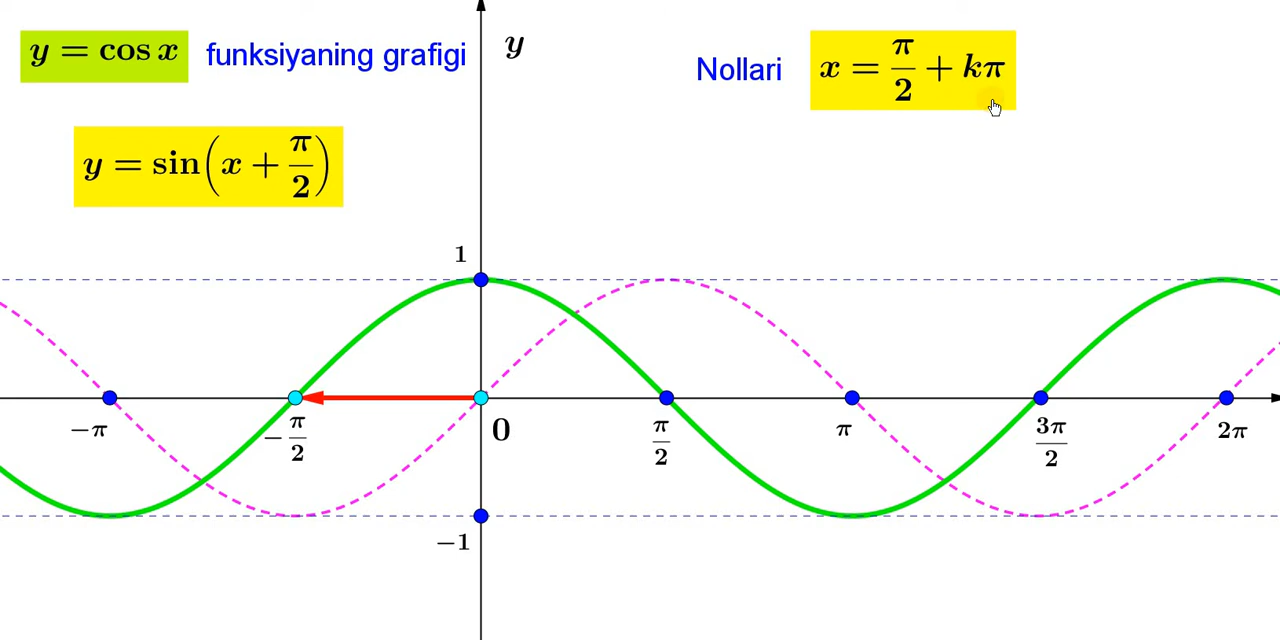 y = cos x funksiyaning grafigi
y
Nollari x = π/2 + kπ
y = sin(x + π/2)
1
−π
−π/2
0
π/2
π
3π/2
2π
−1